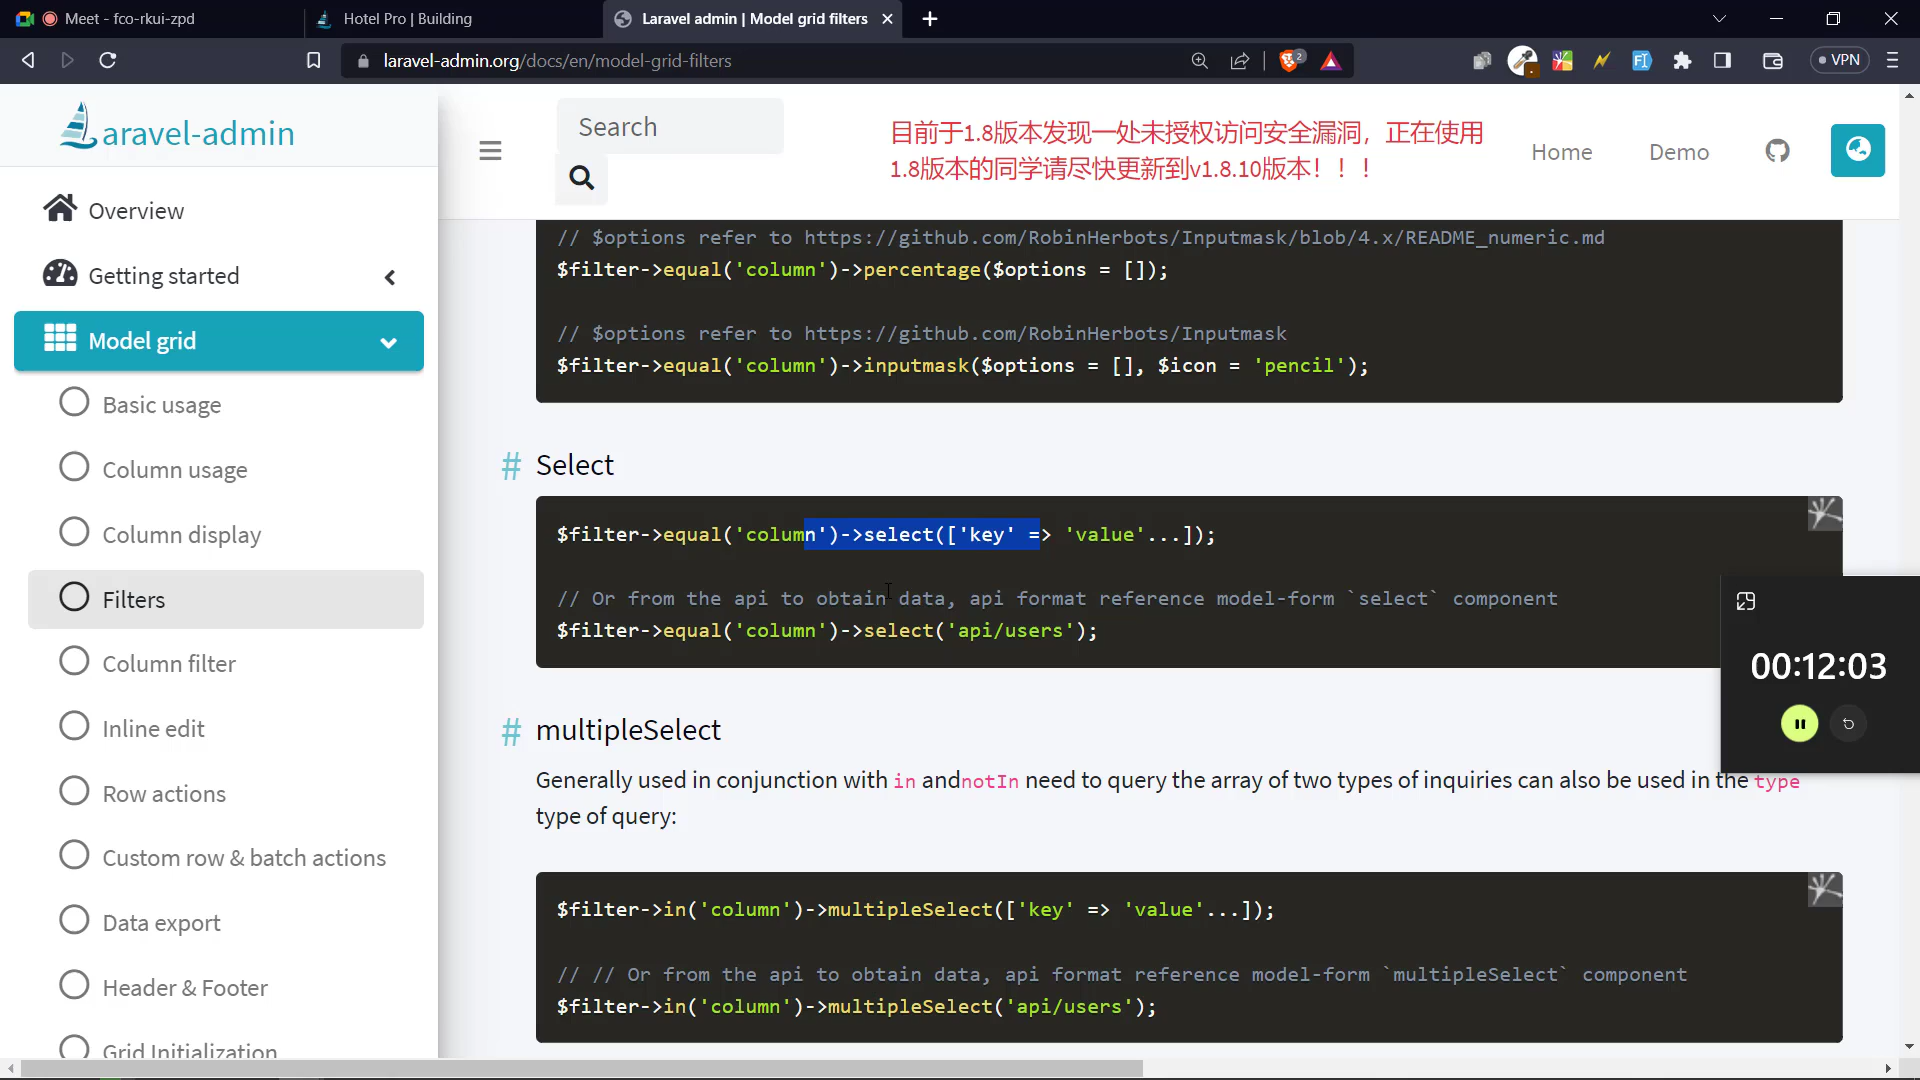 Meet - fco-rkui-zpd
Hotel Pro | Building
Laravel admin | Model grid filters
laravel-admin.org/docs/en/model-grid-filters
2
VPN
aravel-admin
Search
目前于1.8版本发现一处未授权访问安全漏洞，正在使用
1.8版本的同学请尽快更新到v1.8.10版本！！！
Home
Demo
Overview
Getting started
Model grid
Basic usage
Column usage
Column display
Filters
Column filter
Inline edit
Row actions
Custom row & batch actions
Data export
Header & Footer
Grid Initialization
// $options refer to https://github.com/RobinHerbots/Inputmask/blob/4.x/README_numeric.md
$filter->equal('column')->percentage($options = []);
// $options refer to https://github.com/RobinHerbots/Inputmask
$filter->equal('column')->inputmask($options = [], $icon = 'pencil');
# Select
$filter->equal('column')->select(['key' => 'value'...]);
// Or from the api to obtain data, api format reference model-form `select` component
$filter->equal('column')->select('api/users');
# multipleSelect
Generally used in conjunction with in andnotIn need to query the array of two types of inquiries can also be used in the type
type of query:
$filter->in('column')->multipleSelect(['key' => 'value'...]);
// // Or from the api to obtain data, api format reference model-form `multipleSelect` component
$filter->in('column')->multipleSelect('api/users');
00:12:03